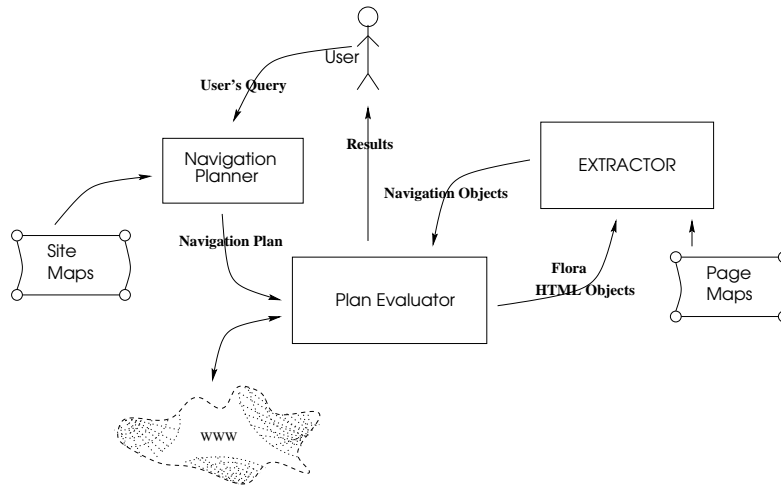 User
User's Query
Navigation
Planner
Results
EXTRACTOR
Navigation Objects
Site
Maps
Navigation Plan
Plan Evaluator
Flora
HTML Objects
Page
Maps
WWW